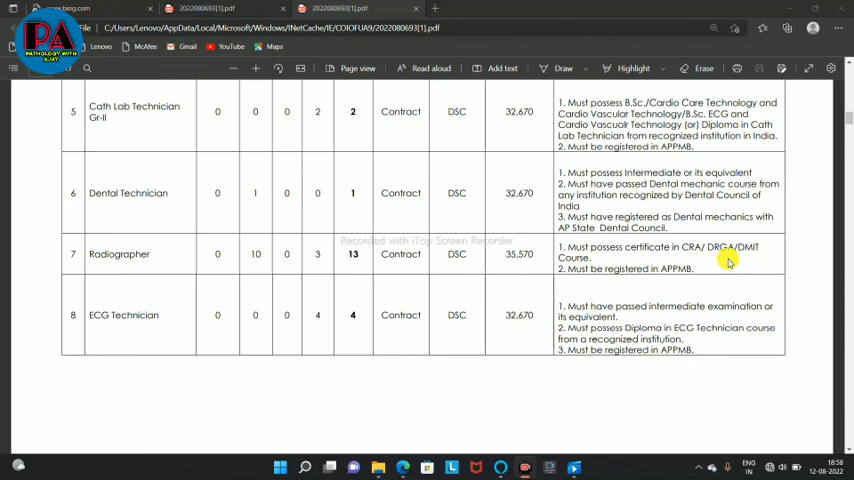 www.bing.com
2022080693[1].pdf
2022080693[1].pdf
File
C:/Users/Lenovo/AppData/Local/Microsoft/Windows/INetCache/IE/COIOFUA9/2022080693[1].pdf
PA
PATHOLOGY WITH
AJAY
Lenovo
McAfee
Gmail
YouTube
Maps
Page view
Read aloud
Add text
Draw
Highlight
Erase
5
Cath Lab Technician
Gr-II
0
0
0
2
2
Contract
DSC
32,670
1. Must possess B.Sc./Cardio Care Technology and
Cardio Vascular Technology/B.Sc. ECG and
Cardio Vascualr Technology (or) Diploma in Cath
Lab Technician from recognized institution in India.
2. Must be registered in APPMB.
6
Dental Technician
0
1
0
0
1
Contract
DSC
32,670
1. Must possess Intermediate or its equivalent
2. Must have passed Dental mechanic course from
any institution recognized by Dental Council of
India
3. Must have registered as Dental mechanics with
AP State  Dental Council.
Recorded with iTop Screen Recorder
7
Radiographer
0
10
0
3
13
Contract
DSC
35,570
1. Must possess certificate in CRA/ DRGA/DMIT
Course.
2. Must be registered in APPMB.
8
ECG Technician
0
0
0
4
4
Contract
DSC
32,670
1. Must have passed intermediate examination or
its equivalent.
2. Must possess Diploma in ECG Technician course
from a recognized institution.
3. Must be registered in APPMB.
ENG
IN
18:58
12-08-2022